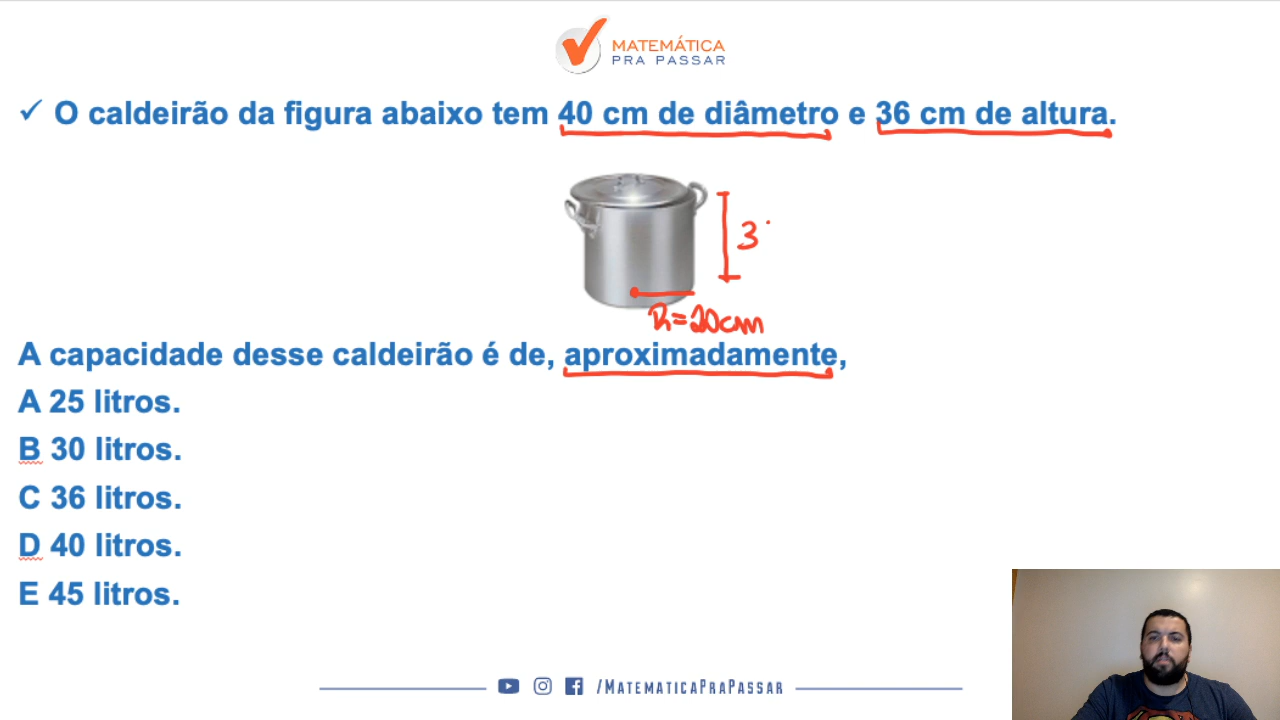 MATEMÁTICA
PRA PASSAR
✓ O caldeirão da figura abaixo tem 40 cm de diâmetro e 36 cm de altura.
3
R=20cm
A capacidade desse caldeirão é de, aproximadamente,
A 25 litros.
B 30 litros.
C 36 litros.
D 40 litros.
E 45 litros.
/MATEMATICAPRAPASSAR